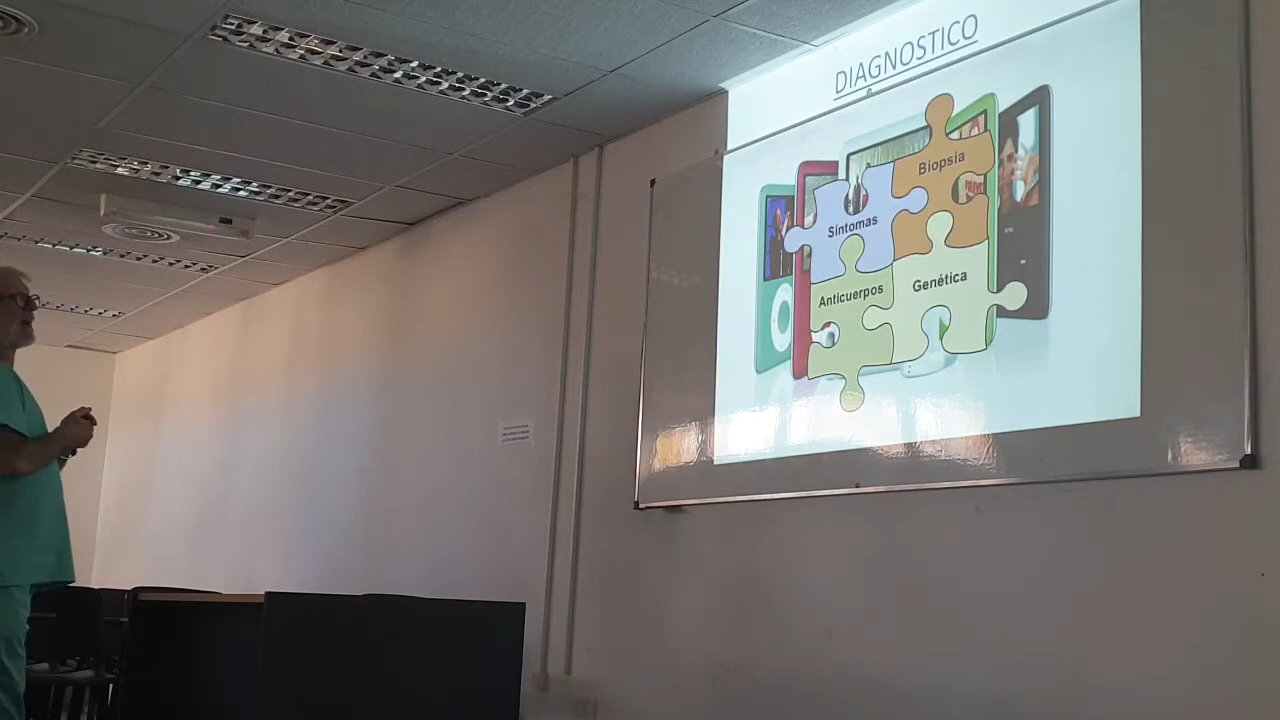 DIAGNOSTICO
Biopsia
Síntomas
Anticuerpos
Genética